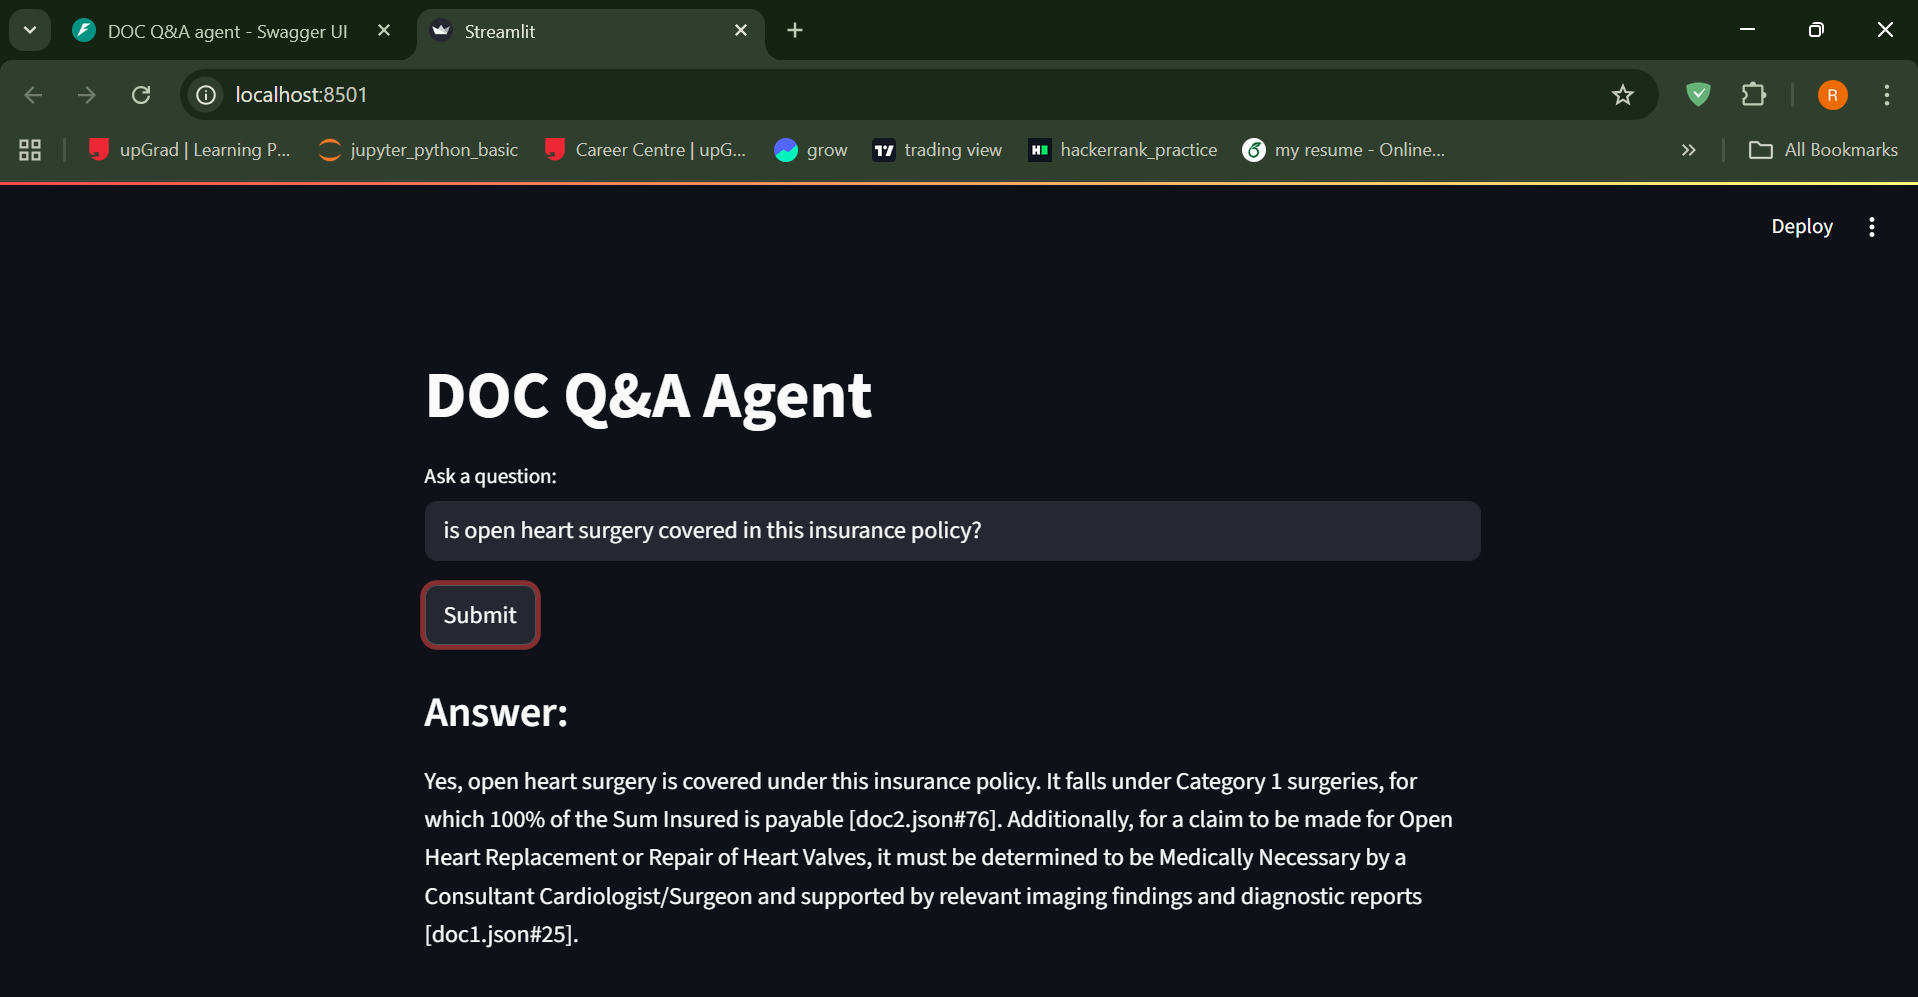 DOC Q&A agent - Swagger UI
Streamlit
localhost:8501
R
upGrad | Learning P...
jupyter_python_basic
Career Centre | upG...
grow
trading view
hackerrank_practice
my resume - Online...
All Bookmarks
Deploy
DOC Q&A Agent
Ask a question:
is open heart surgery covered in this insurance policy?
Submit
Answer:
Yes, open heart surgery is covered under this insurance policy. It falls under Category 1 surgeries, for
which 100% of the Sum Insured is payable [doc2.json#76]. Additionally, for a claim to be made for Open
Heart Replacement or Repair of Heart Valves, it must be determined to be Medically Necessary by a
Consultant Cardiologist/Surgeon and supported by relevant imaging findings and diagnostic reports
[doc1.json#25].